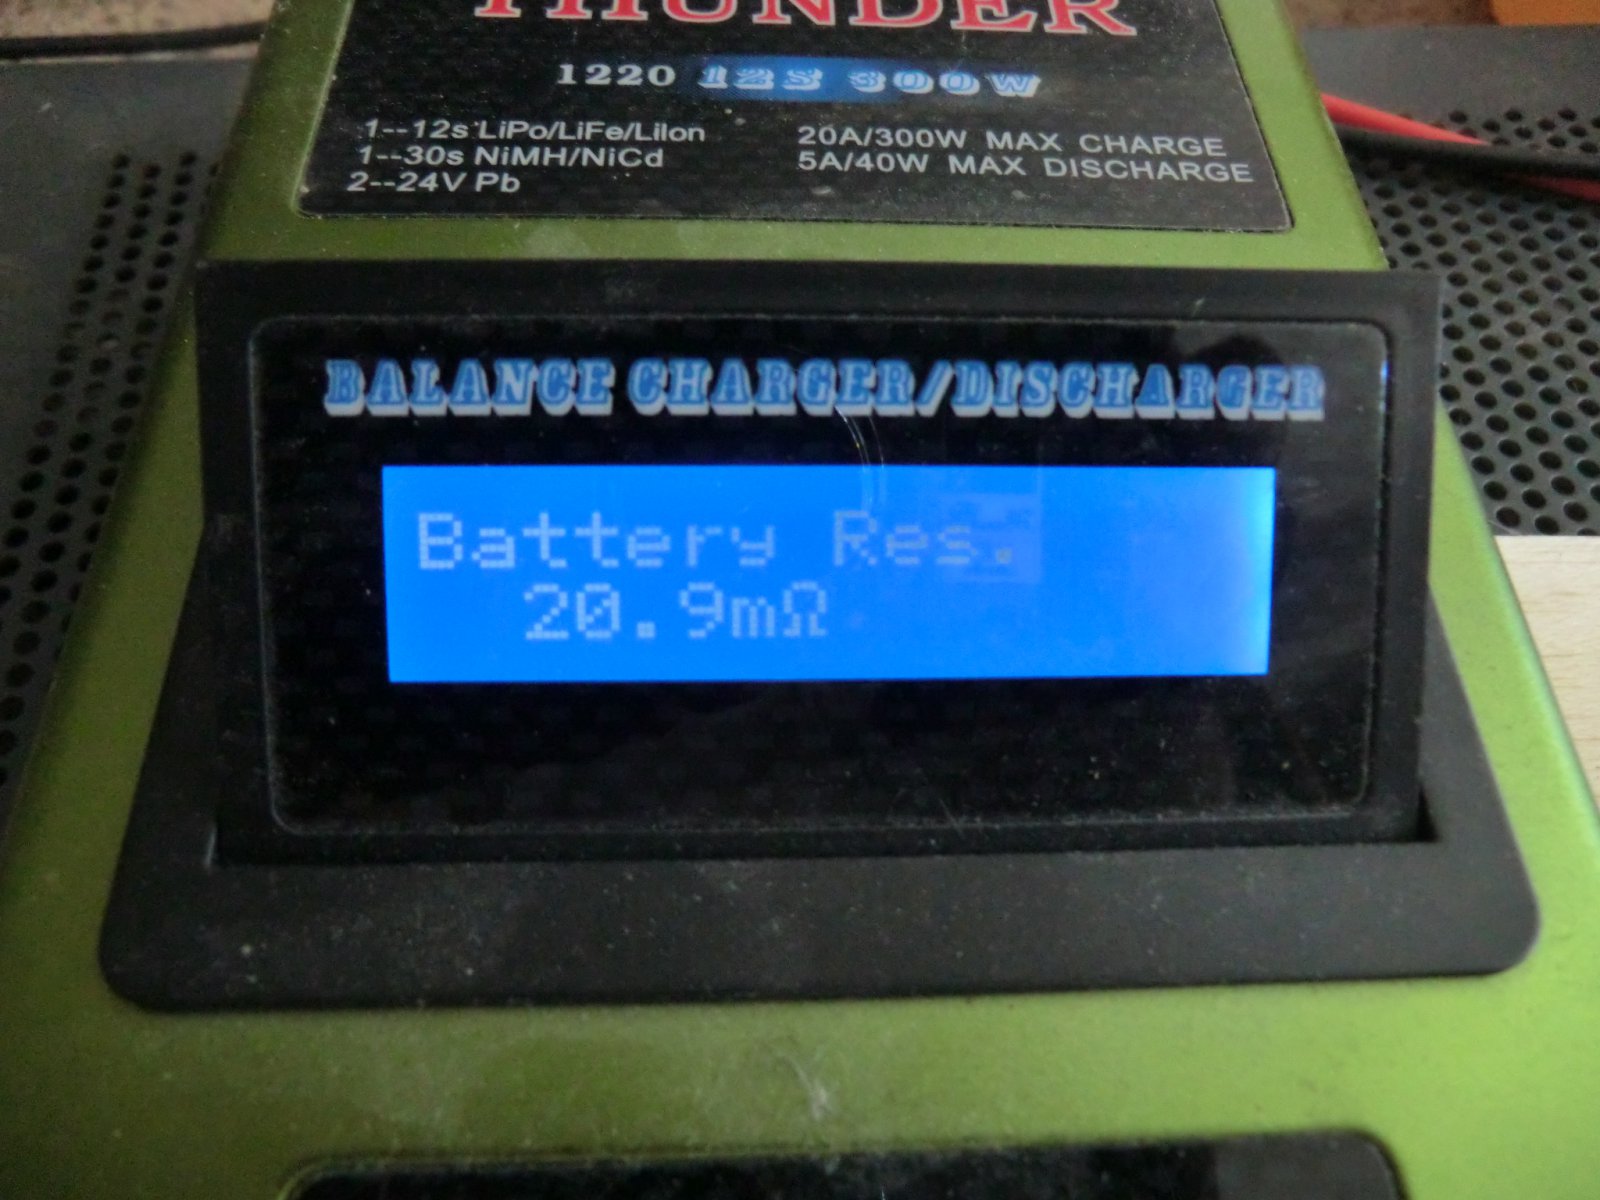 THUNDER
1220 12S 300W
1--12s LiPo/LiFe/LiIon
1--30s NiMH/NiCd
2--24V Pb
20A/300W MAX CHARGE
5A/40W MAX DISCHARGE
BALANCE CHARGER/DISCHARGER
Battery Res.
20.9mΩ